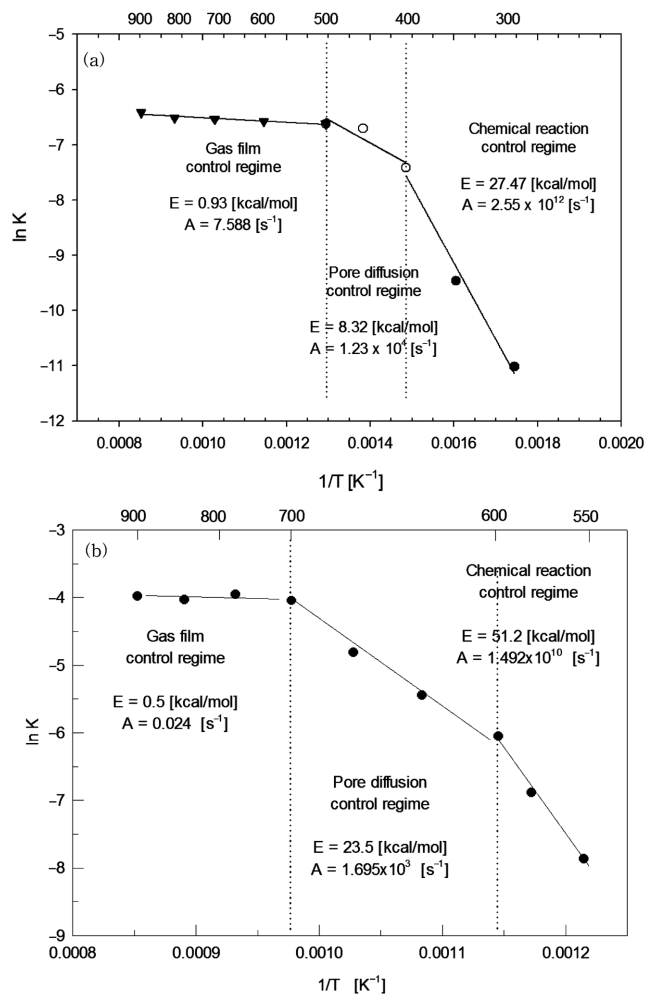 900 800 700 600 500 400 300
−5
(a)
−6
−7
−8
−9
−10
−11
−12
ln K
Gas film
control regime
E = 0.93 [kcal/mol]
A = 7.588 [s⁻¹]
Chemical reaction
control regime
E = 27.47 [kcal/mol]
A = 2.55 x 10¹² [s⁻¹]
Pore diffusion
control regime
E = 8.32 [kcal/mol]
A = 1.23 x 10⁴ [s⁻¹]
0.0008 0.0010 0.0012 0.0014 0.0016 0.0018 0.0020
1/T [K⁻¹]
900 800 700 600 550
−3
(b)
−4
−5
−6
−7
−8
−9
ln K
Chemical reaction
control regime
E = 51.2 [kcal/mol]
A = 1.492x10¹⁰ [s⁻¹]
Gas film
control regime
E = 0.5 [kcal/mol]
A = 0.024 [s⁻¹]
Pore diffusion
control regime
E = 23.5 [kcal/mol]
A = 1.695x10³ [s⁻¹]
0.0008 0.0009 0.0010 0.0011 0.0012
1/T [K⁻¹]